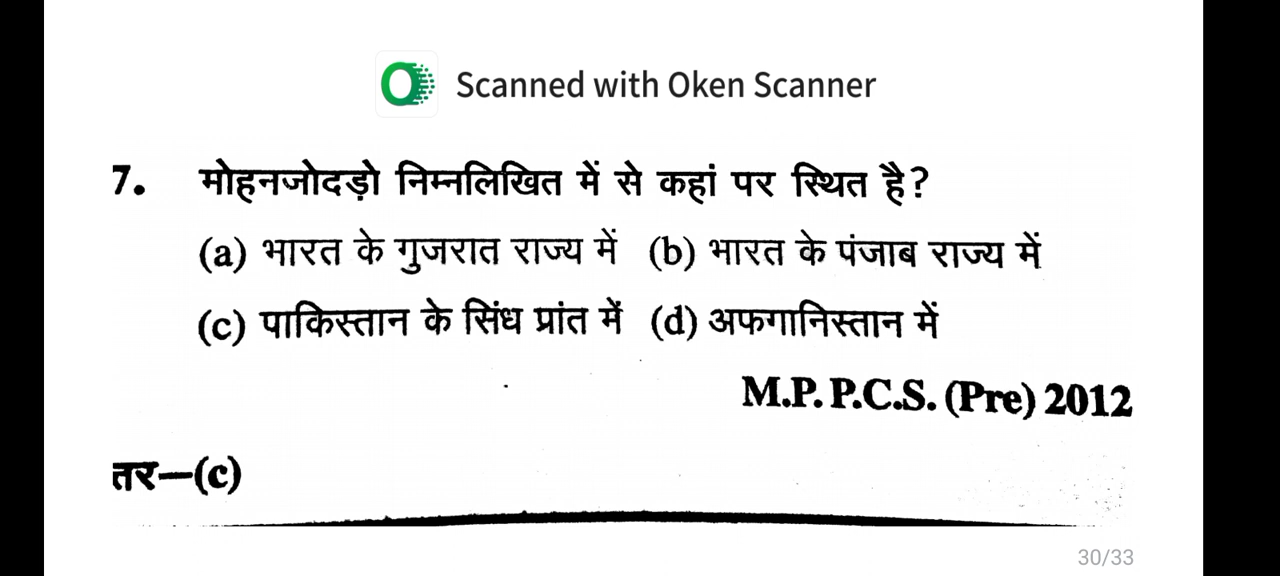 Scanned with Oken Scanner
7. मोहनजोदड़ो निम्नलिखित में से कहां पर स्थित है?
(a) भारत के गुजरात राज्य में (b) भारत के पंजाब राज्य में
(c) पाकिस्तान के सिंध प्रांत में (d) अफगानिस्तान में
M.P. P.C.S. (Pre) 2012
तर—(c)
30/33